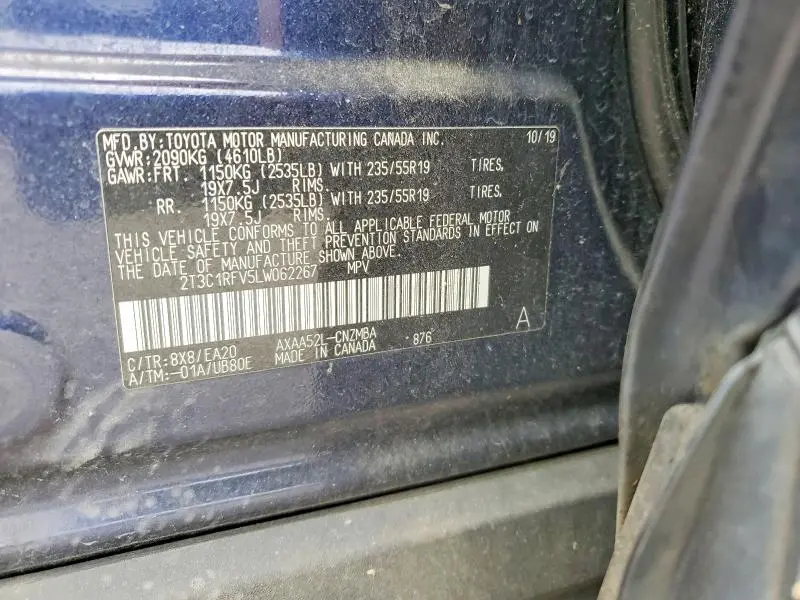 MFD.BY:TOYOTA MOTOR MANUFACTURING CANADA INC. 10/19
GVWR:2090KG (4610LB)
GAWR:FRT. 1150KG (2535LB) WITH 235/55R19 TIRES,
19X7.5J RIMS.
RR. 1150KG (2535LB) WITH 235/55R19 TIRES,
19X7.5J RIMS.
THIS VEHICLE CONFORMS TO ALL APPLICABLE FEDERAL MOTOR
VEHICLE SAFETY AND THEFT PREVENTION STANDARDS IN EFFECT ON
THE DATE OF MANUFACTURE SHOWN ABOVE.
2T3C1RFV5LW062267 MPV
A
C/TR:8X8/EA20 AXAA52L-CNZMBA 876
A/TM:-01A/UB80E MADE IN CANADA